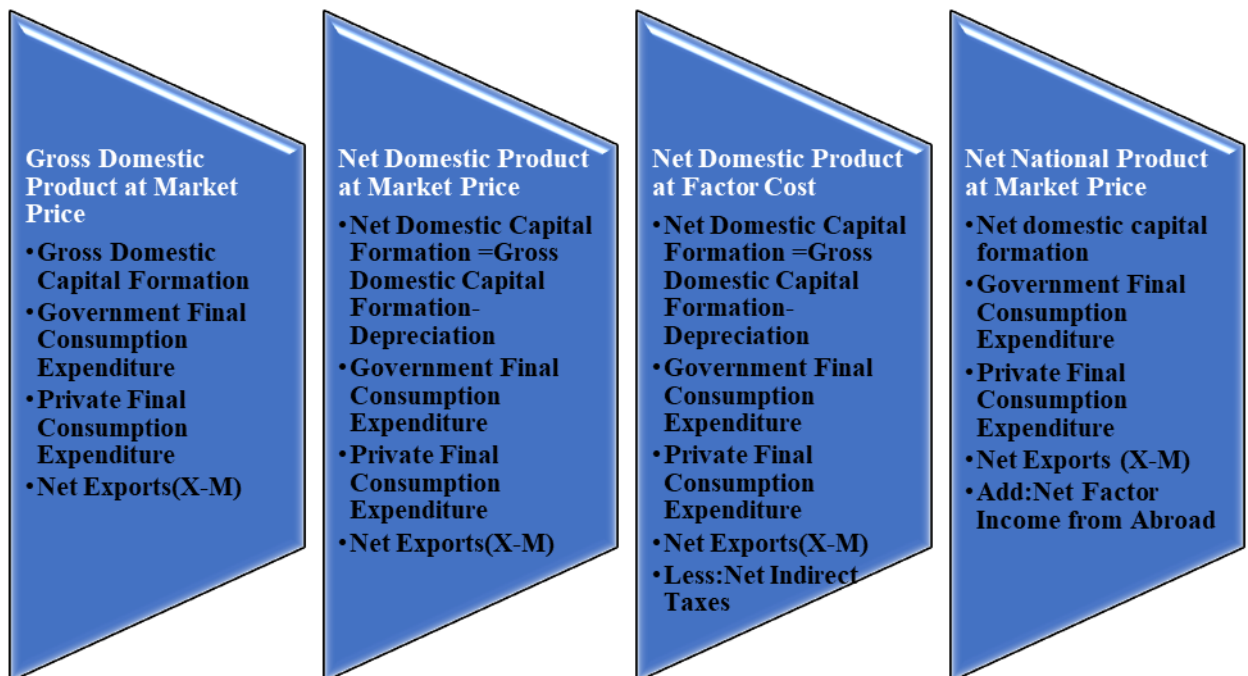 Gross Domestic
Product at Market
Price
•Gross Domestic
Capital Formation
•Government Final
Consumption
Expenditure
•Private Final
Consumption
Expenditure
•Net Exports(X-M)
Net Domestic Product
at Market Price
•Net Domestic Capital
Formation =Gross
Domestic Capital
Formation-
Depreciation
•Government Final
Consumption
Expenditure
•Private Final
Consumption
Expenditure
•Net Exports(X-M)
Net Domestic Product
at Factor Cost
•Net Domestic Capital
Formation =Gross
Domestic Capital
Formation-
Depreciation
•Government Final
Consumption
Expenditure
•Private Final
Consumption
Expenditure
•Net Exports(X-M)
•Less:Net Indirect
Taxes
Net National Product
at Market Price
•Net domestic capital
formation
•Government Final
Consumption
Expenditure
•Private Final
Consumption
Expenditure
•Net Exports (X-M)
•Add:Net Factor
Income from Abroad